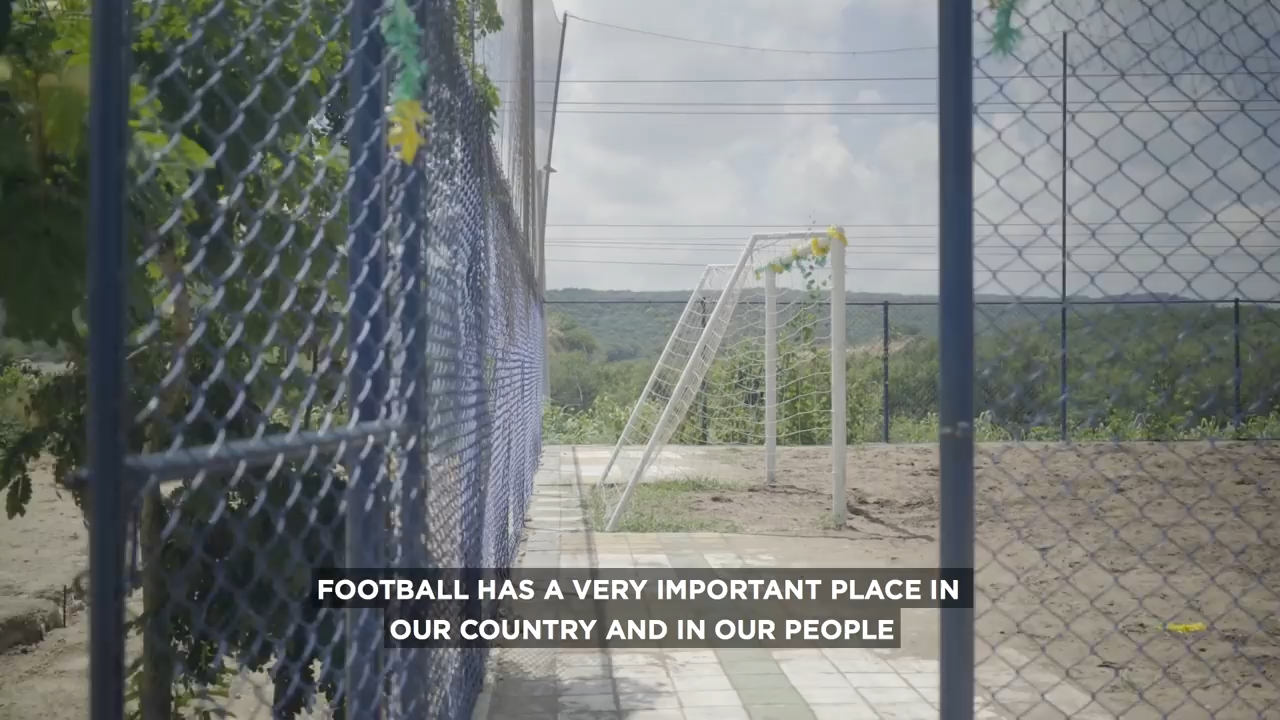 FOOTBALL HAS A VERY IMPORTANT PLACE IN
OUR COUNTRY AND IN OUR PEOPLE